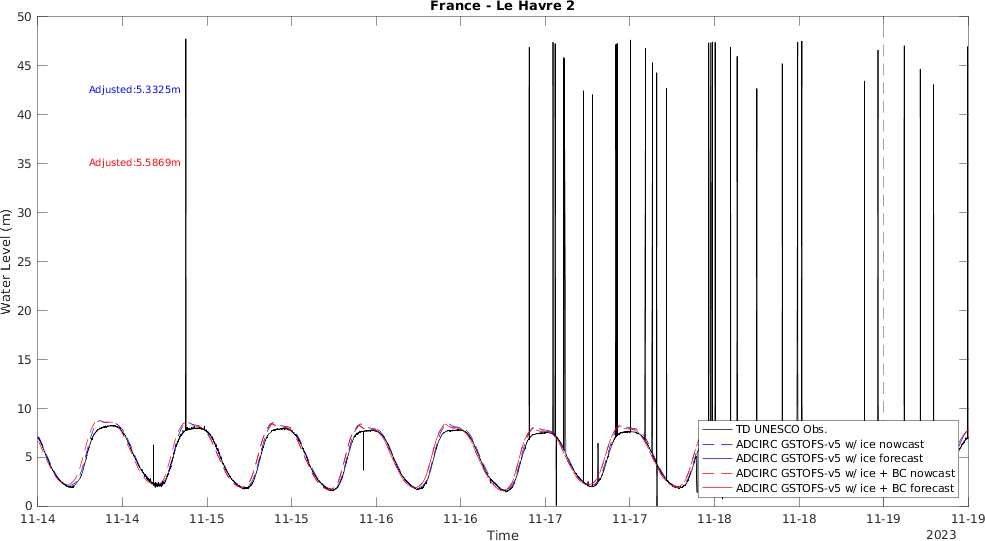 France - Le Havre 2
50
45
40
35
30
25
20
15
10
5
0
Water Level (m)
Adjusted:5.3325m
Adjusted:5.5869m
TD UNESCO Obs.
ADCIRC GSTOFS-v5 w/ ice nowcast
ADCIRC GSTOFS-v5 w/ ice forecast
ADCIRC GSTOFS-v5 w/ ice + BC nowcast
ADCIRC GSTOFS-v5 w/ ice + BC forecast
11-14 11-14 11-15 11-15 11-16 11-16 11-17 11-17 11-18 11-18 11-19 11-19
Time
2023